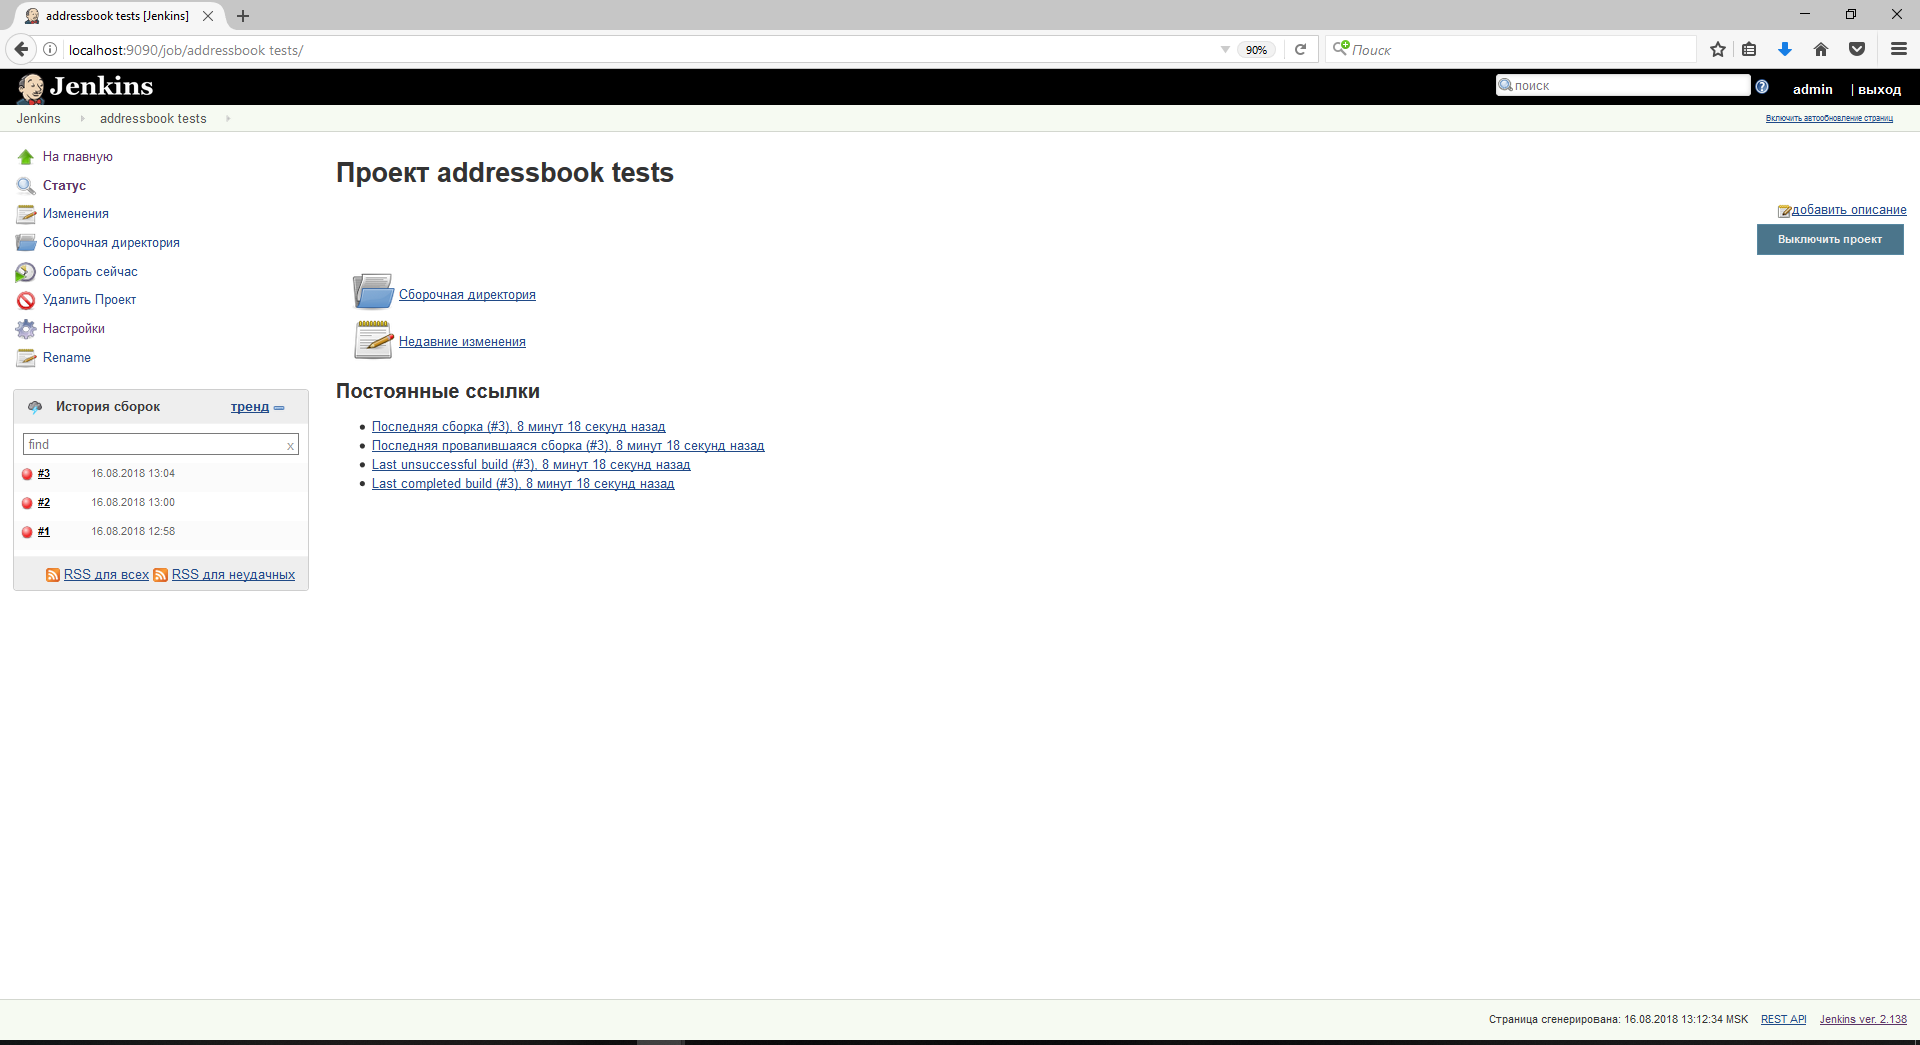 addressbook tests [Jenkins]
localhost:9090/job/addressbook tests/
90%
Поиск
Jenkins
поиск
admin
| выход
Jenkins
addressbook tests
Включить автообновление страниц
На главную
Статус
Изменения
Сборочная директория
Собрать сейчас
Удалить Проект
Настройки
Rename
История сборок
тренд
find
x
#3 16.08.2018 13:04
#2 16.08.2018 13:00
#1 16.08.2018 12:58
RSS для всех RSS для неудачных
Проект addressbook tests
добавить описание
Выключить проект
Сборочная директория
Недавние изменения
Постоянные ссылки
Последняя сборка (#3), 8 минут 18 секунд назад
Последняя провалившаяся сборка (#3), 8 минут 18 секунд назад
Last unsuccessful build (#3), 8 минут 18 секунд назад
Last completed build (#3), 8 минут 18 секунд назад
Страница сгенерирована: 16.08.2018 13:12:34 MSK
REST API
Jenkins ver. 2.138